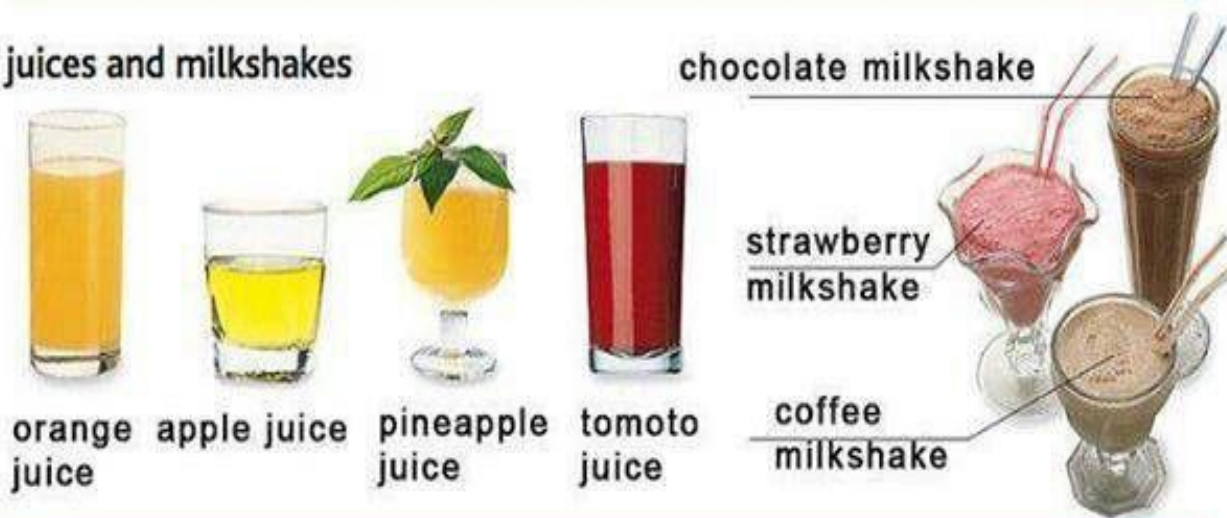 juices and milkshakes
chocolate milkshake
strawberry
milkshake
coffee
milkshake
orange
juice
apple juice
pineapple
juice
tomoto
juice